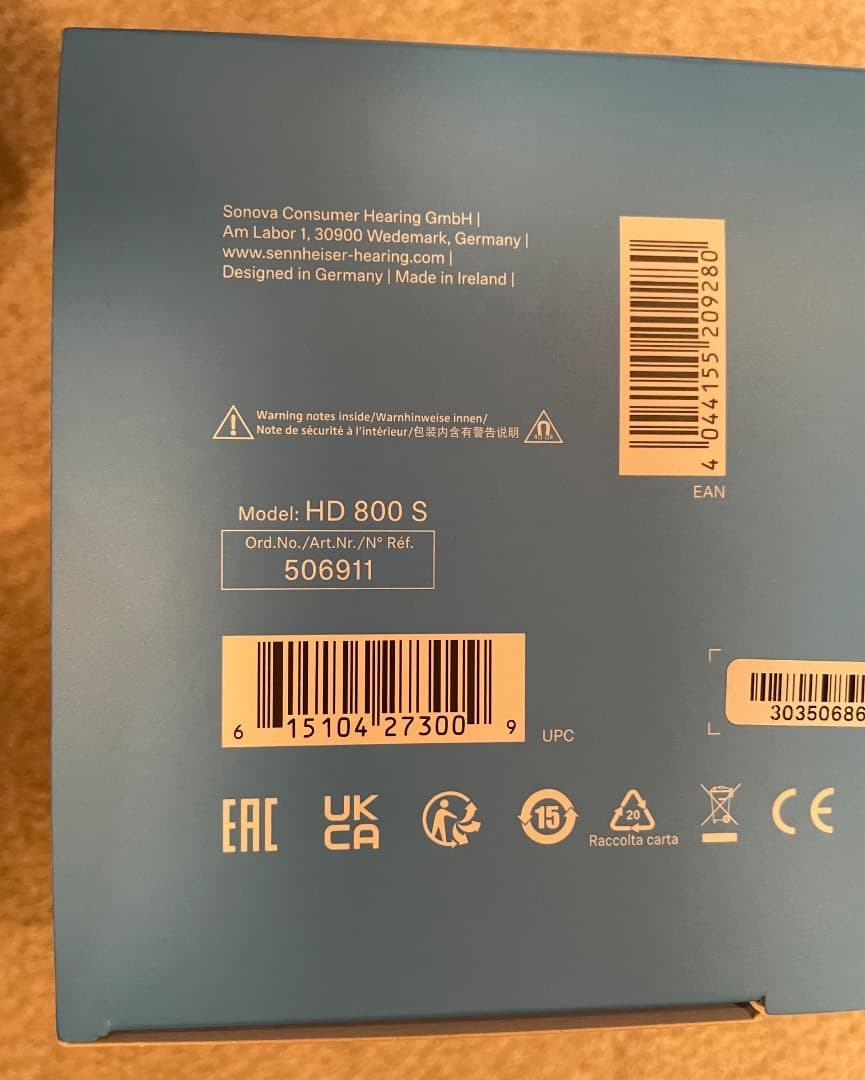 Sonova Consumer Hearing GmbH |
Am Labor 1, 30900 Wedemark, Germany |
www.sennheiser-hearing.com |
Designed in Germany | Made in Ireland |
4 044155 209280
EAN
Warning notes inside/Warnhinweise innen/
Note de sécurité à l'intérieur/包装内含有警告说明
Model: HD 800 S
Ord.No./Art.Nr./N° Réf.
506911
6 15104 27300 9
UPC
30350686
EAC
UK
CA
15
20
Raccolta carta
CE